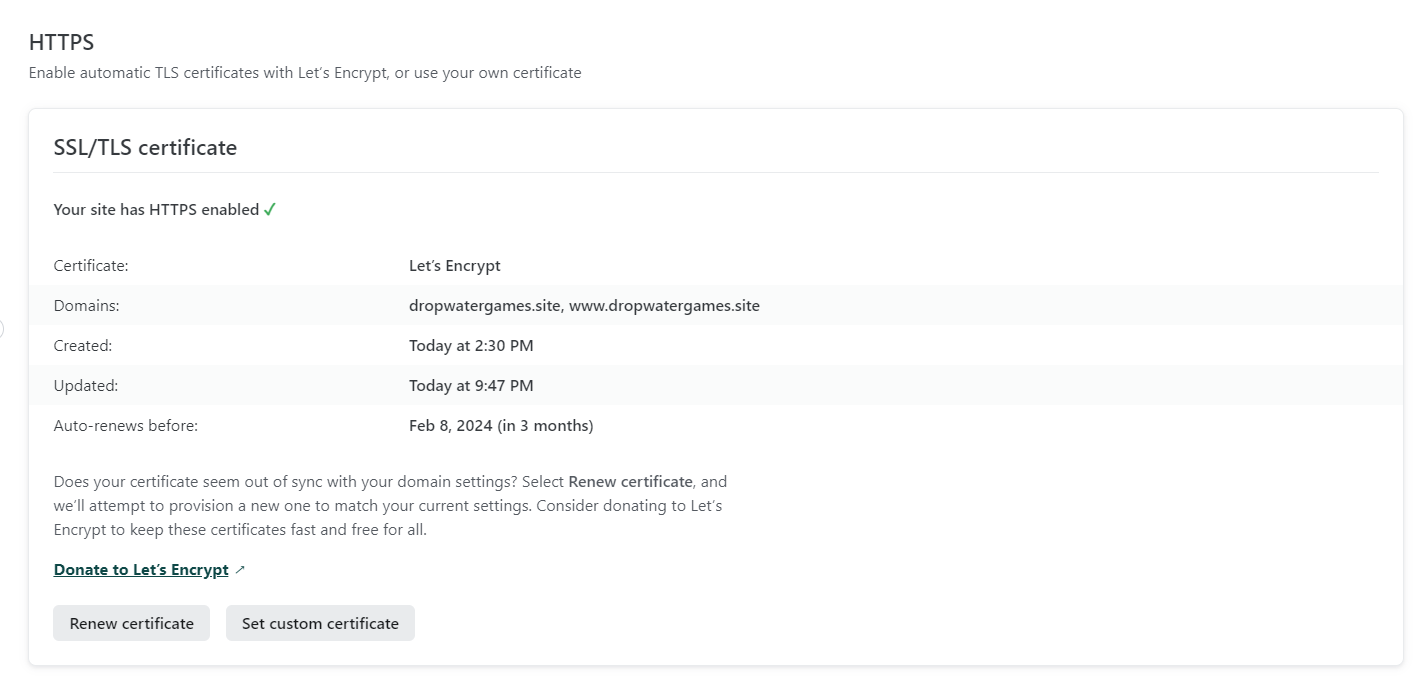 HTTPS
Enable automatic TLS certificates with Let's Encrypt, or use your own certificate
SSL/TLS certificate
Your site has HTTPS enabled ✓
Certificate: Let's Encrypt
Domains: dropwatergames.site, www.dropwatergames.site
Created: Today at 2:30 PM
Updated: Today at 9:47 PM
Auto-renews before: Feb 8, 2024 (in 3 months)
Does your certificate seem out of sync with your domain settings? Select Renew certificate, and
we'll attempt to provision a new one to match your current settings. Consider donating to Let's
Encrypt to keep these certificates fast and free for all.
Donate to Let's Encrypt ↗
Renew certificate Set custom certificate